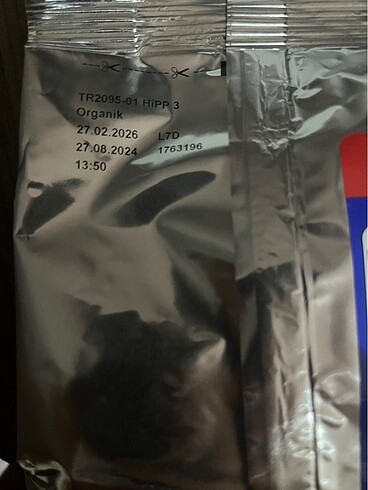 TR2095-01 HiPP 3
Organik
27.02.2026 L7D
27.08.2024 1763196
13:50